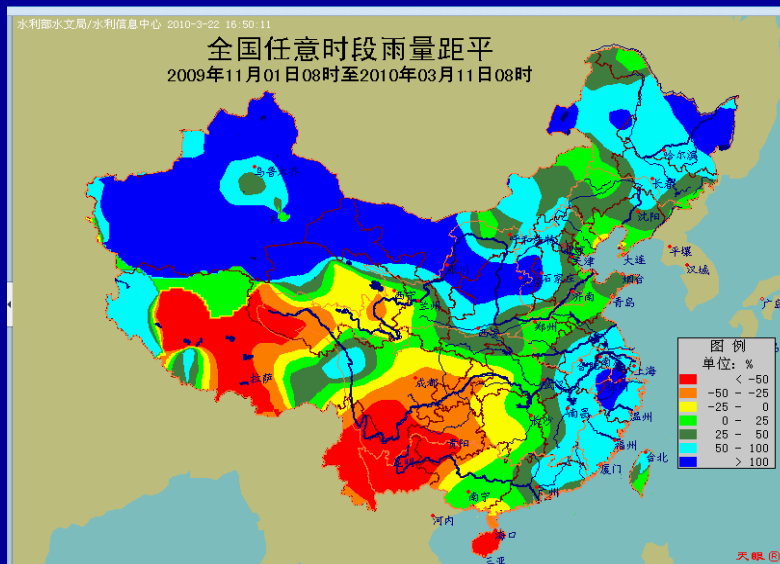 水利部水文局/水利信息中心 2010-3-22 16:50:11
全国任意时段雨量距平
2009年11月01日08时至2010年03月11日08时
哈尔滨
长春
沈阳
平壤
大连
汉城
天津
石家庄
烟台
济南
青岛
西宁
兰州
郑州
拉萨
成都
上海
南昌
温州
长沙
贵阳
福州
台北
厦门
广州
南宁
河内
海口
三亚
图 例
单位: %
< -50
-50 - -25
-25 - 0
0 - 25
25 - 50
50 - 100
> 100
天眼®